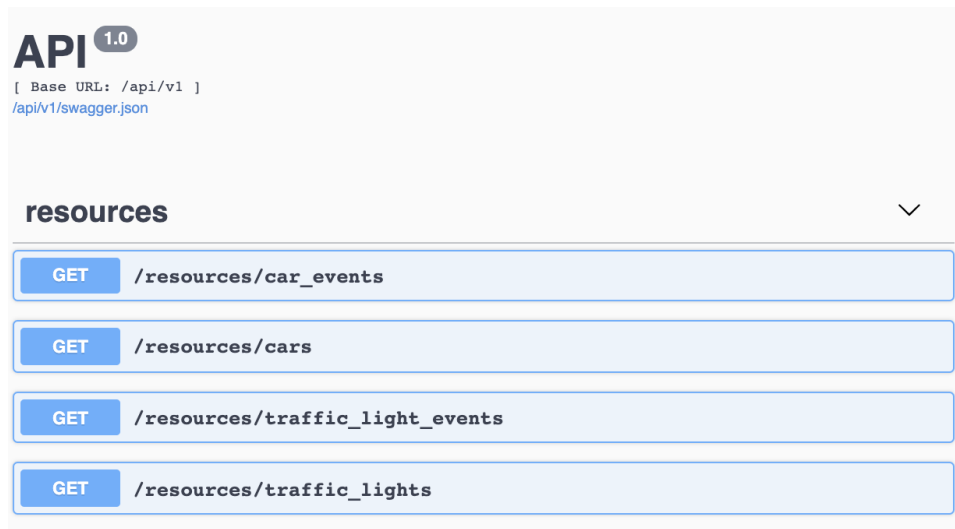 API 1.0
[ Base URL: /api/v1 ]
/api/v1/swagger.json
resources
GET /resources/car_events
GET /resources/cars
GET /resources/traffic_light_events
GET /resources/traffic_lights